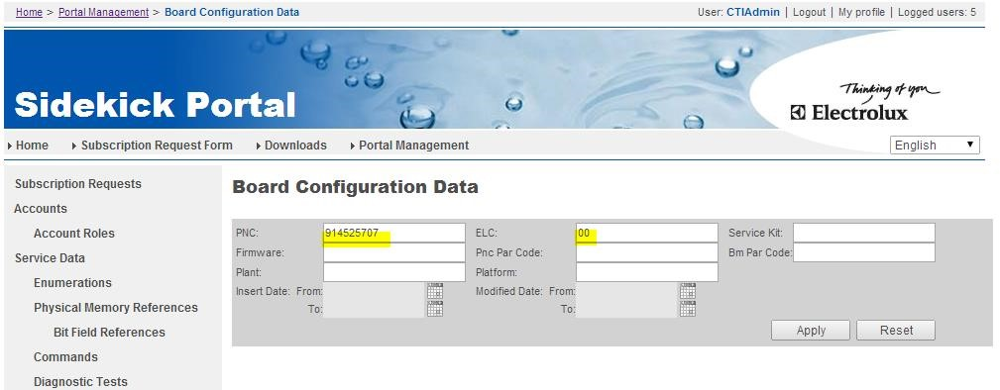 Home > Portal Management > Board Configuration Data
User: CTIAdmin | Logout | My profile | Logged users: 5
Sidekick Portal
Thinking of you
Electrolux
Home Subscription Request Form Downloads Portal Management
English
Subscription Requests
Accounts
Account Roles
Service Data
Enumerations
Physical Memory References
Bit Field References
Commands
Diagnostic Tests
Board Configuration Data
PNC: 914525707 ELC: 00 Service Kit:
Firmware: Pnc Par Code: Bm Par Code:
Plant: Platform:
Insert Date: From: Modified Date: From:
To: To:
Apply Reset